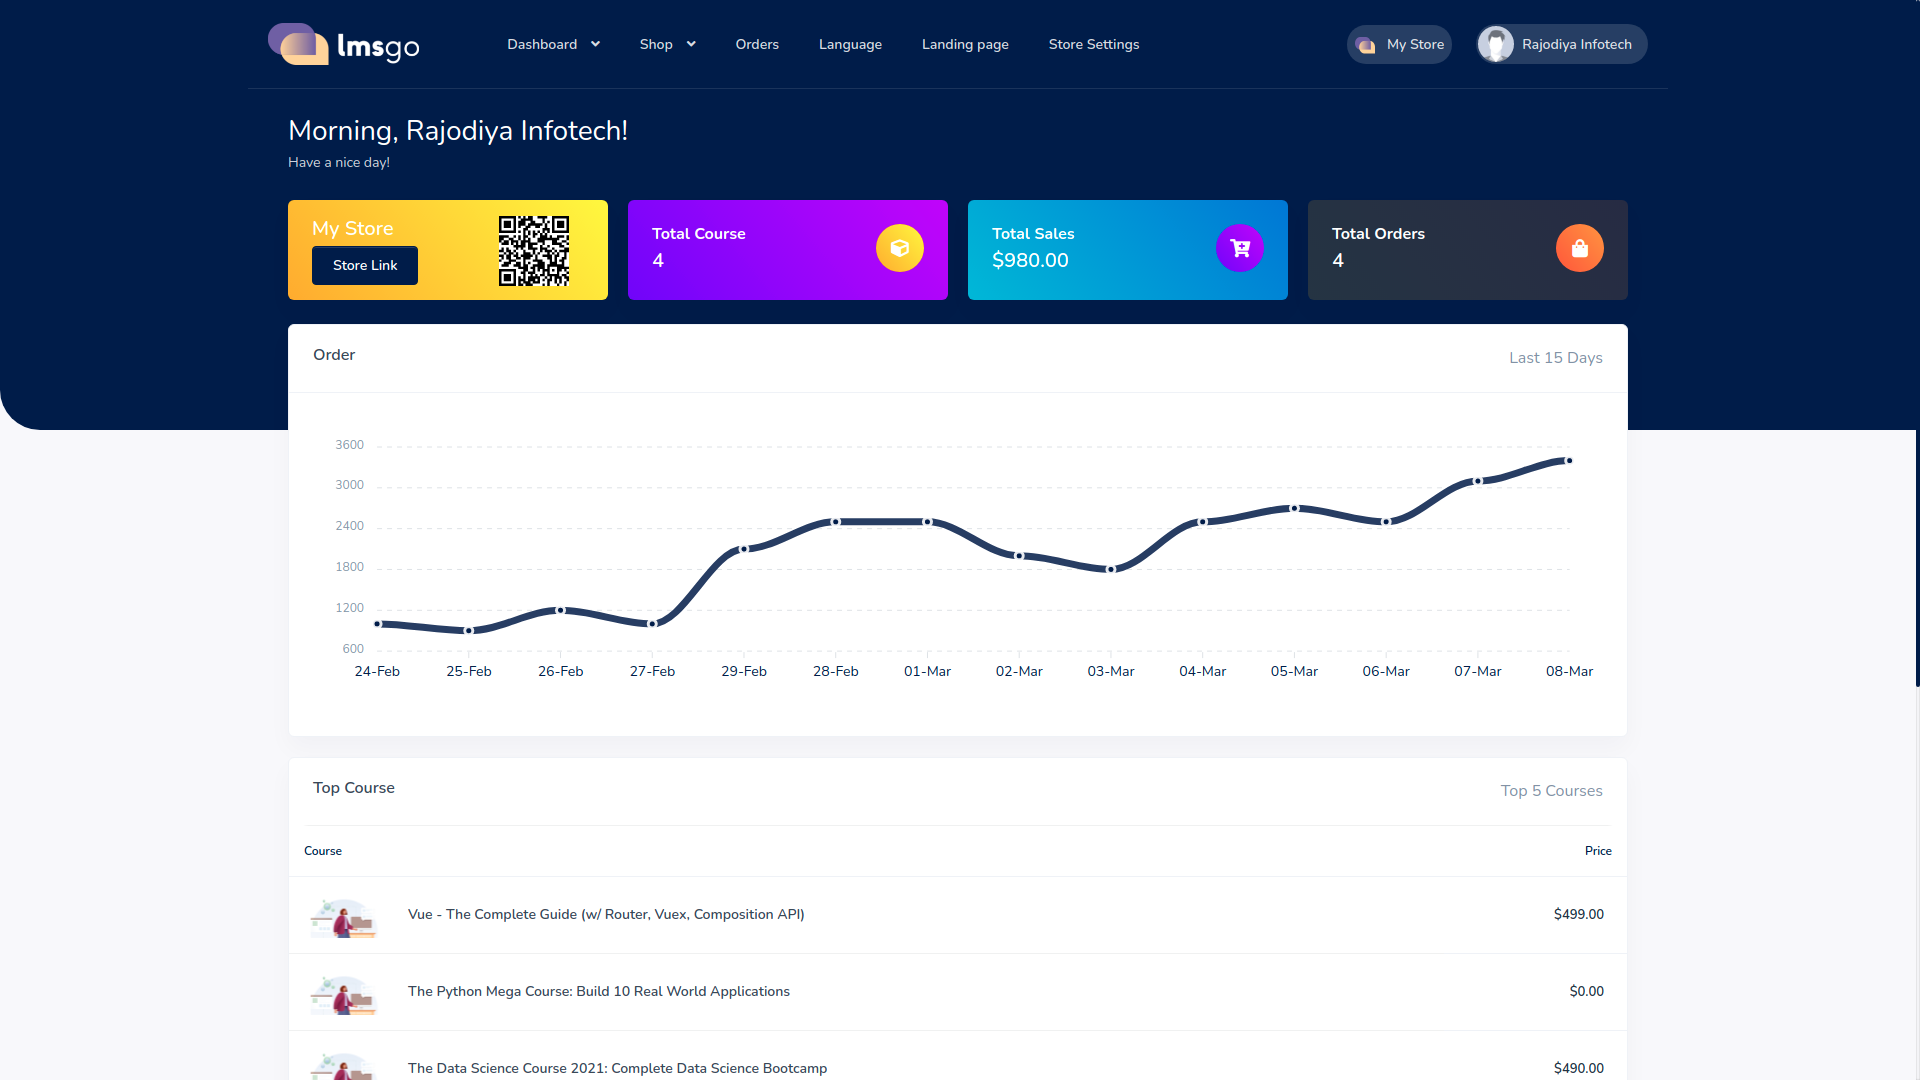 lmsgo
Dashboard Shop Orders Language Landing page Store Settings My Store Rajodiya Infotech
Morning, Rajodiya Infotech!
Have a nice day!
My Store
Store Link
Total Course
4
Total Sales
$980.00
Total Orders
4
Order Last 15 Days
3600
3000
2400
1800
1200
600
24-Feb 25-Feb 26-Feb 27-Feb 29-Feb 28-Feb 01-Mar 02-Mar 03-Mar 04-Mar 05-Mar 06-Mar 07-Mar 08-Mar
Top Course Top 5 Courses
Course Price
Vue - The Complete Guide (w/ Router, Vuex, Composition API) $499.00
The Python Mega Course: Build 10 Real World Applications $0.00
The Data Science Course 2021: Complete Data Science Bootcamp $490.00